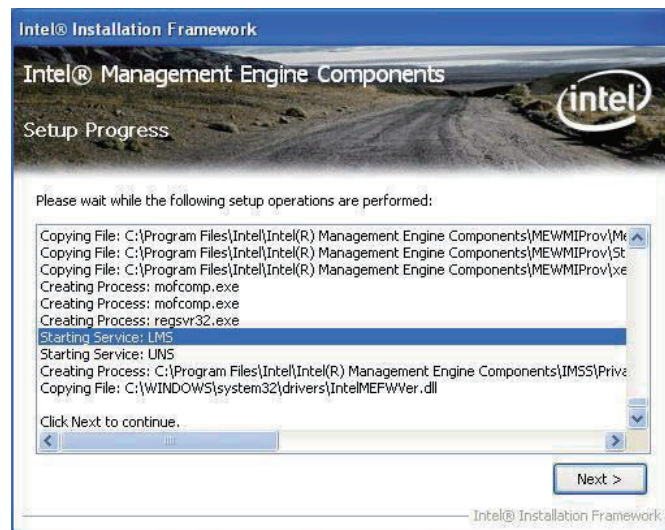 Intel® Installation Framework
Intel® Management Engine Components
intel
Setup Progress
Please wait while the following setup operations are performed:
Copying File: C:\Program Files\Intel\Intel(R) Management Engine Components\MEWMIProv\Me
Copying File: C:\Program Files\Intel\Intel(R) Management Engine Components\MEWMIProv\St
Copying File: C:\Program Files\Intel\Intel(R) Management Engine Components\MEWMIProv\xe
Creating Process: mofcomp.exe
Creating Process: mofcomp.exe
Creating Process: regsvr32.exe
Starting Service: LMS
Starting Service: UNS
Creating Process: C:\Program Files\Intel\Intel(R) Management Engine Components\IMSS\Priva
Copying File: C:\WINDOWS\system32\drivers\IntelMEFWVer.dll
Click Next to continue.
Next >
Intel® Installation Framework